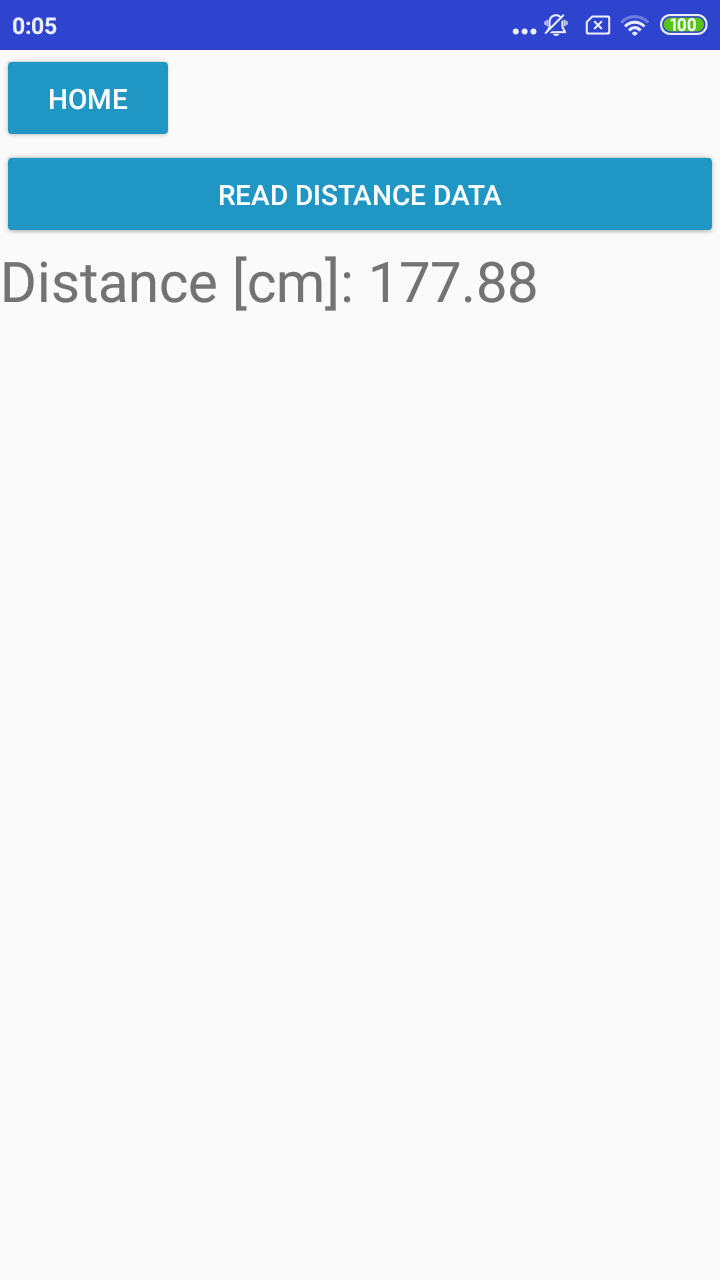 0:05
100
HOME
READ DISTANCE DATA
Distance [cm]: 177.88